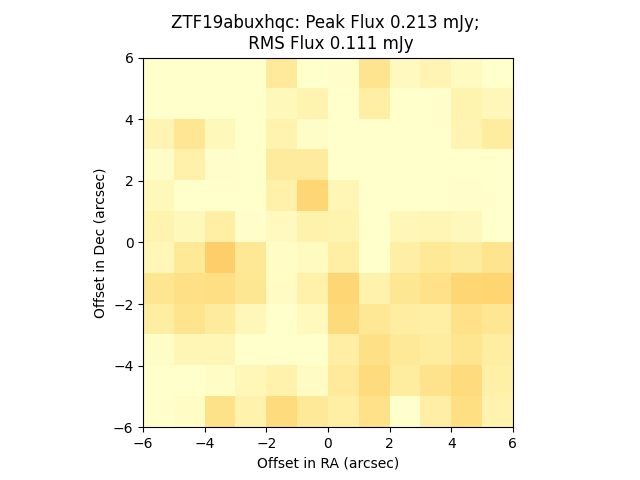 ZTF19abuxhqc: Peak Flux 0.213 mJy;
RMS Flux 0.111 mJy
6
4
2
0
−2
−4
−6
Offset in Dec (arcsec)
−6 −4 −2 0 2 4 6
Offset in RA (arcsec)